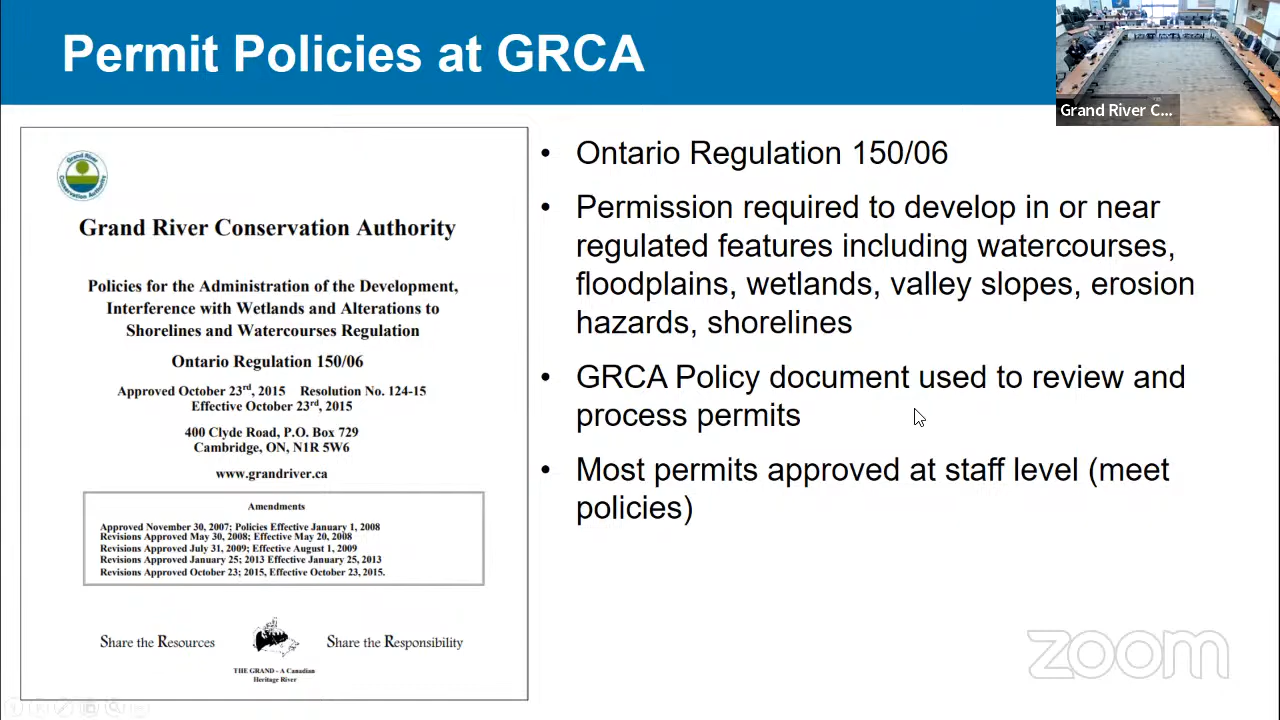 Permit Policies at GRCA
Grand River C...
Grand River
Conservation Authority
Grand River Conservation Authority
Policies for the Administration of the Development,
Interference with Wetlands and Alterations to
Shorelines and Watercourses Regulation
Ontario Regulation 150/06
Approved October 23rd, 2015 Resolution No. 124-15
Effective October 23rd, 2015
400 Clyde Road, P.O. Box 729
Cambridge, ON, N1R 5W6
www.grandriver.ca
Amendments
Approved November 30, 2007; Policies Effective January 1, 2008
Revisions Approved May 30, 2008; Effective May 20, 2008
Revisions Approved July 31, 2009; Effective August 1, 2009
Revisions Approved January 25; 2013 Effective January 25, 2013
Revisions Approved October 23; 2015, Effective October 23, 2015.
Share the Resources
Share the Responsibility
THE GRAND - A Canadian
Heritage River
• Ontario Regulation 150/06
• Permission required to develop in or near
regulated features including watercourses,
floodplains, wetlands, valley slopes, erosion
hazards, shorelines
• GRCA Policy document used to review and
process permits
• Most permits approved at staff level (meet
policies)
zoom